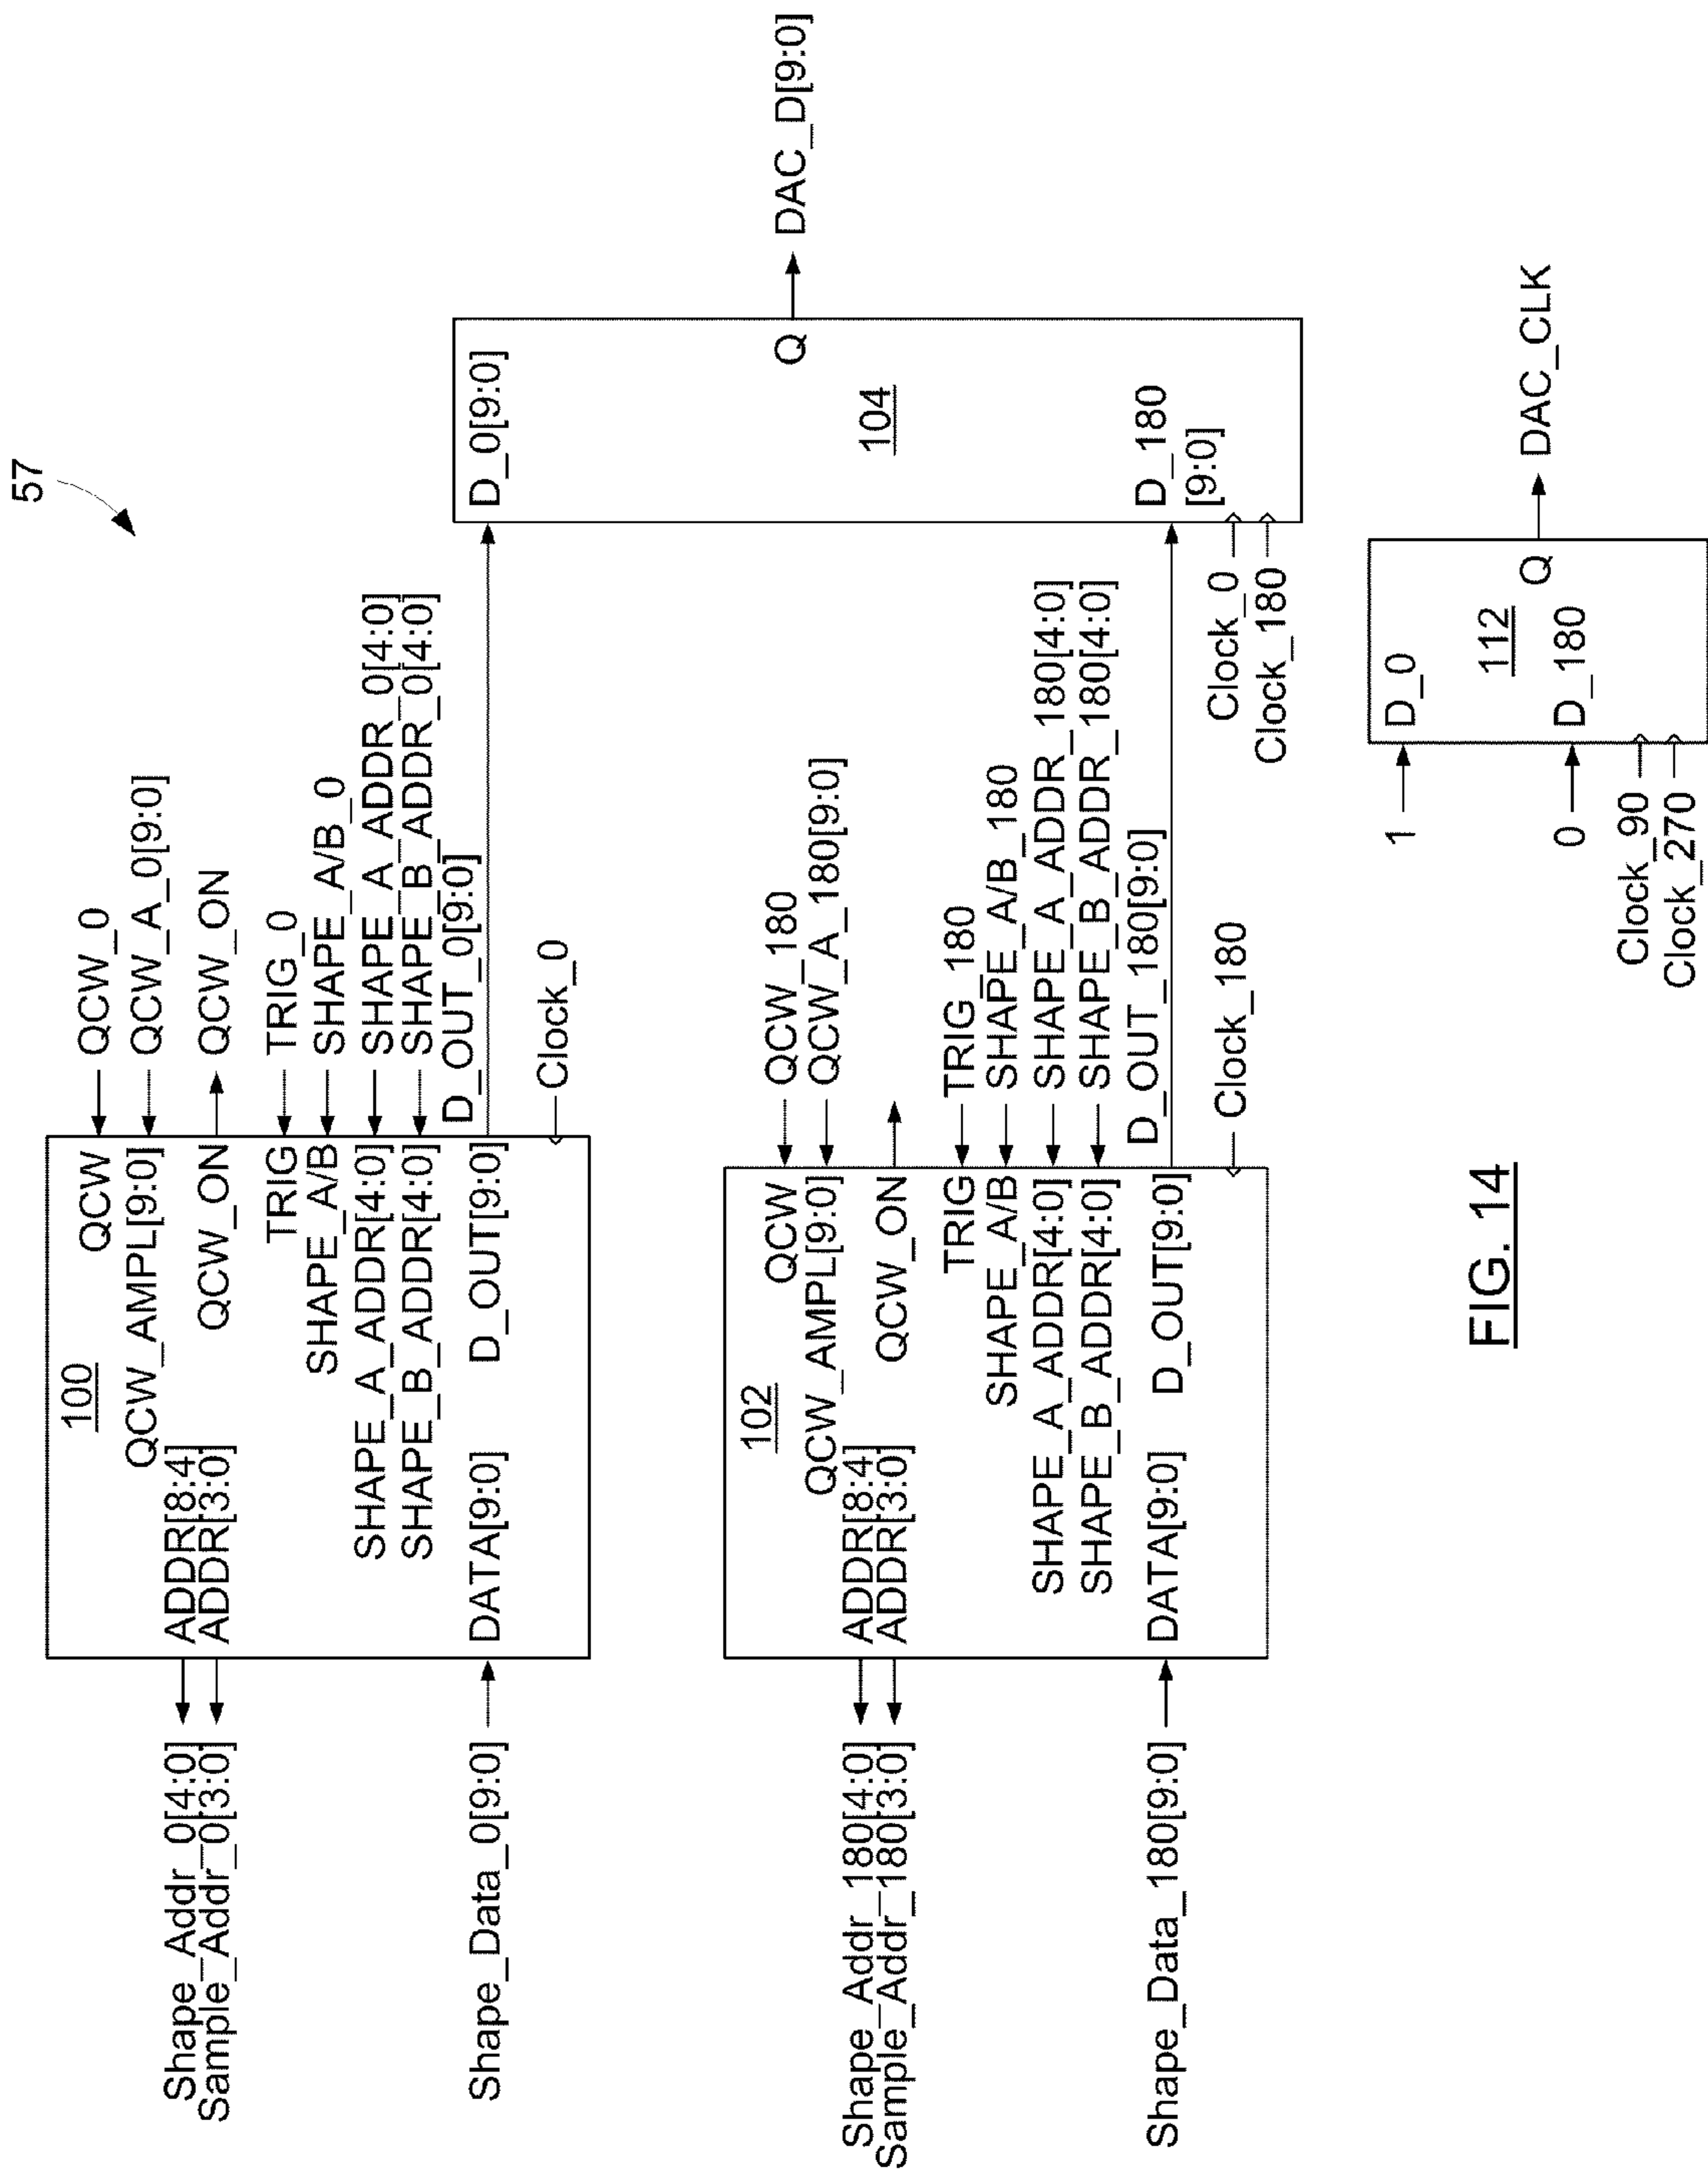 57
Shape_Addr_0[4:0]
Sample_Addr_0[3:0]
Shape_Data_0[9:0]
100
ADDR[8:4]
ADDR[3:0]
DATA[9:0]
QCW
QCW_AMPL[9:0]
QCW_ON
TRIG
SHAPE_A/B
SHAPE_A_ADDR[4:0]
SHAPE_B_ADDR[4:0]
D_OUT[9:0]
QCW_0
QCW_A_0[9:0]
QCW_ON
TRIG_0
SHAPE_A/B_0
SHAPE_A_ADDR_0[4:0]
SHAPE_B_ADDR_0[4:0]
D_OUT_0[9:0]
Clock_0
Shape_Addr_180[4:0]
Sample_Addr_180[3:0]
Shape_Data_180[9:0]
102
ADDR[8:4]
ADDR[3:0]
DATA[9:0]
QCW
QCW_AMPL[9:0]
QCW_ON
TRIG
SHAPE_A/B
SHAPE_A_ADDR[4:0]
SHAPE_B_ADDR[4:0]
D_OUT[9:0]
QCW_180
QCW_A_180[9:0]
TRIG_180
SHAPE_A/B_180
SHAPE_A_ADDR_180[4:0]
SHAPE_B_ADDR_180[4:0]
D_OUT_180[9:0]
Clock_180
D_0[9:0]
104
Q
DAC_D[9:0]
D_180
[9:0]
Clock_0
Clock_180
1
D_0
112
Q
DAC_CLK
0
D_180
Clock_90
Clock_270
FIG. 14